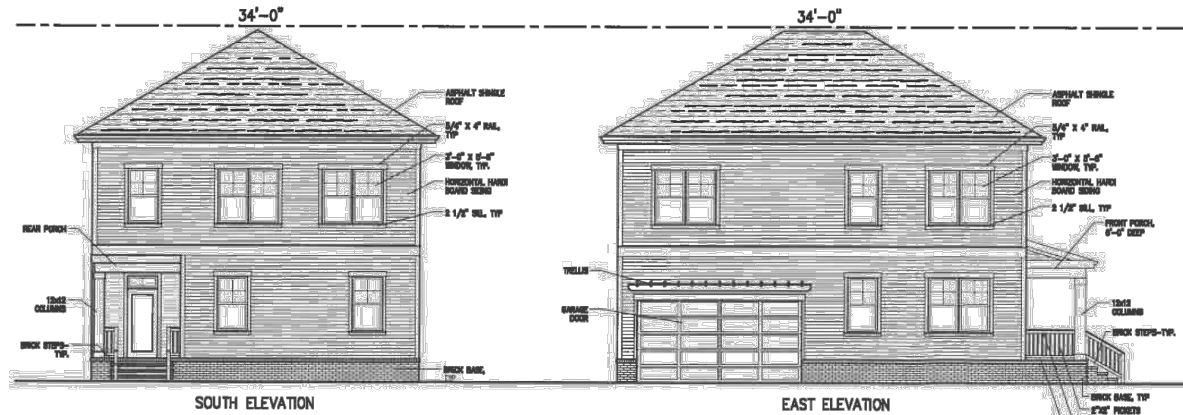 34'-0"
ASPHALT SHINGLE
ROOF
5/4" X 4" RAIL,
TYP
3'-0" X 5'-6"
WINDOW, TYP.
HORIZONTAL HARDI
BOARD SIDING
2 1/2" SILL, TYP
REAR PORCH
12x12
COLUMNS
BRICK STEPS-
TYP.
BRICK BASE,
TYP
SOUTH ELEVATION
34'-0"
ASPHALT SHINGLE
ROOF
5/4" X 4" RAIL,
TYP
3'-0" X 5'-6"
WINDOW, TYP.
HORIZONTAL HARDI
BOARD SIDING
2 1/2" SILL, TYP
FRONT PORCH,
DEEP
TRELLIS
GARAGE
DOOR
12x12
COLUMNS
BRICK STEPS-TYP.
BRICK BASE, TYP
PICKETS
EAST ELEVATION